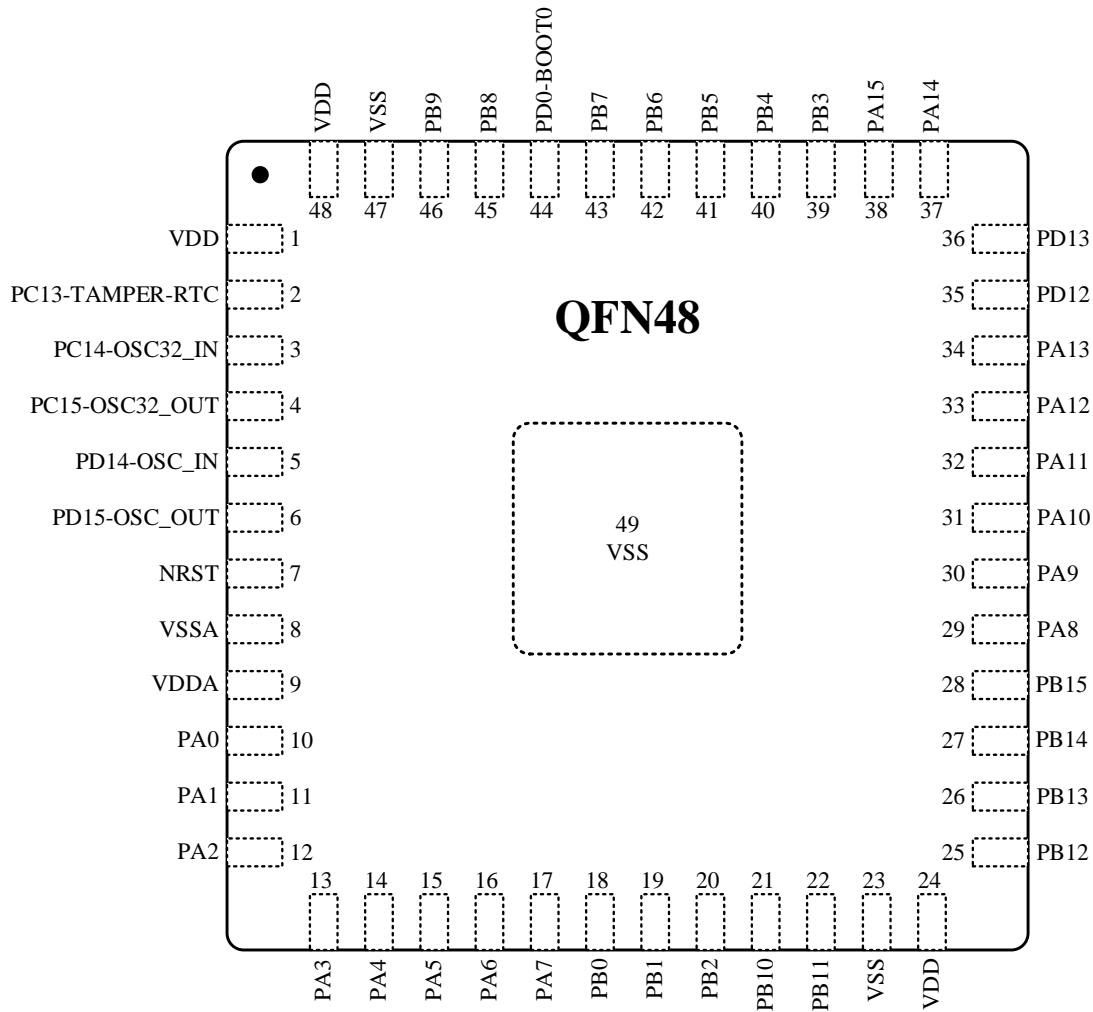 VDD
VSS
PB9
PB8
PD0-BOOT0
PB7
PB6
PB5
PB4
PB3
PA15
PA14
48 47 46 45 44 43 42 41 40 39 38 37
VDD 1 36 PD13
PC13-TAMPER-RTC 2 35 PD12
QFN48
PC14-OSC32_IN 3 34 PA13
PC15-OSC32_OUT 4 33 PA12
PD14-OSC_IN 5 32 PA11
PD15-OSC_OUT 6 31 PA10
49
VSS
NRST 7 30 PA9
VSSA 8 29 PA8
VDDA 9 28 PB15
PA0 10 27 PB14
PA1 11 26 PB13
PA2 12 25 PB12
13 14 15 16 17 18 19 20 21 22 23 24
PA3
PA4
PA5
PA6
PA7
PB0
PB1
PB2
PB10
PB11
VSS
VDD